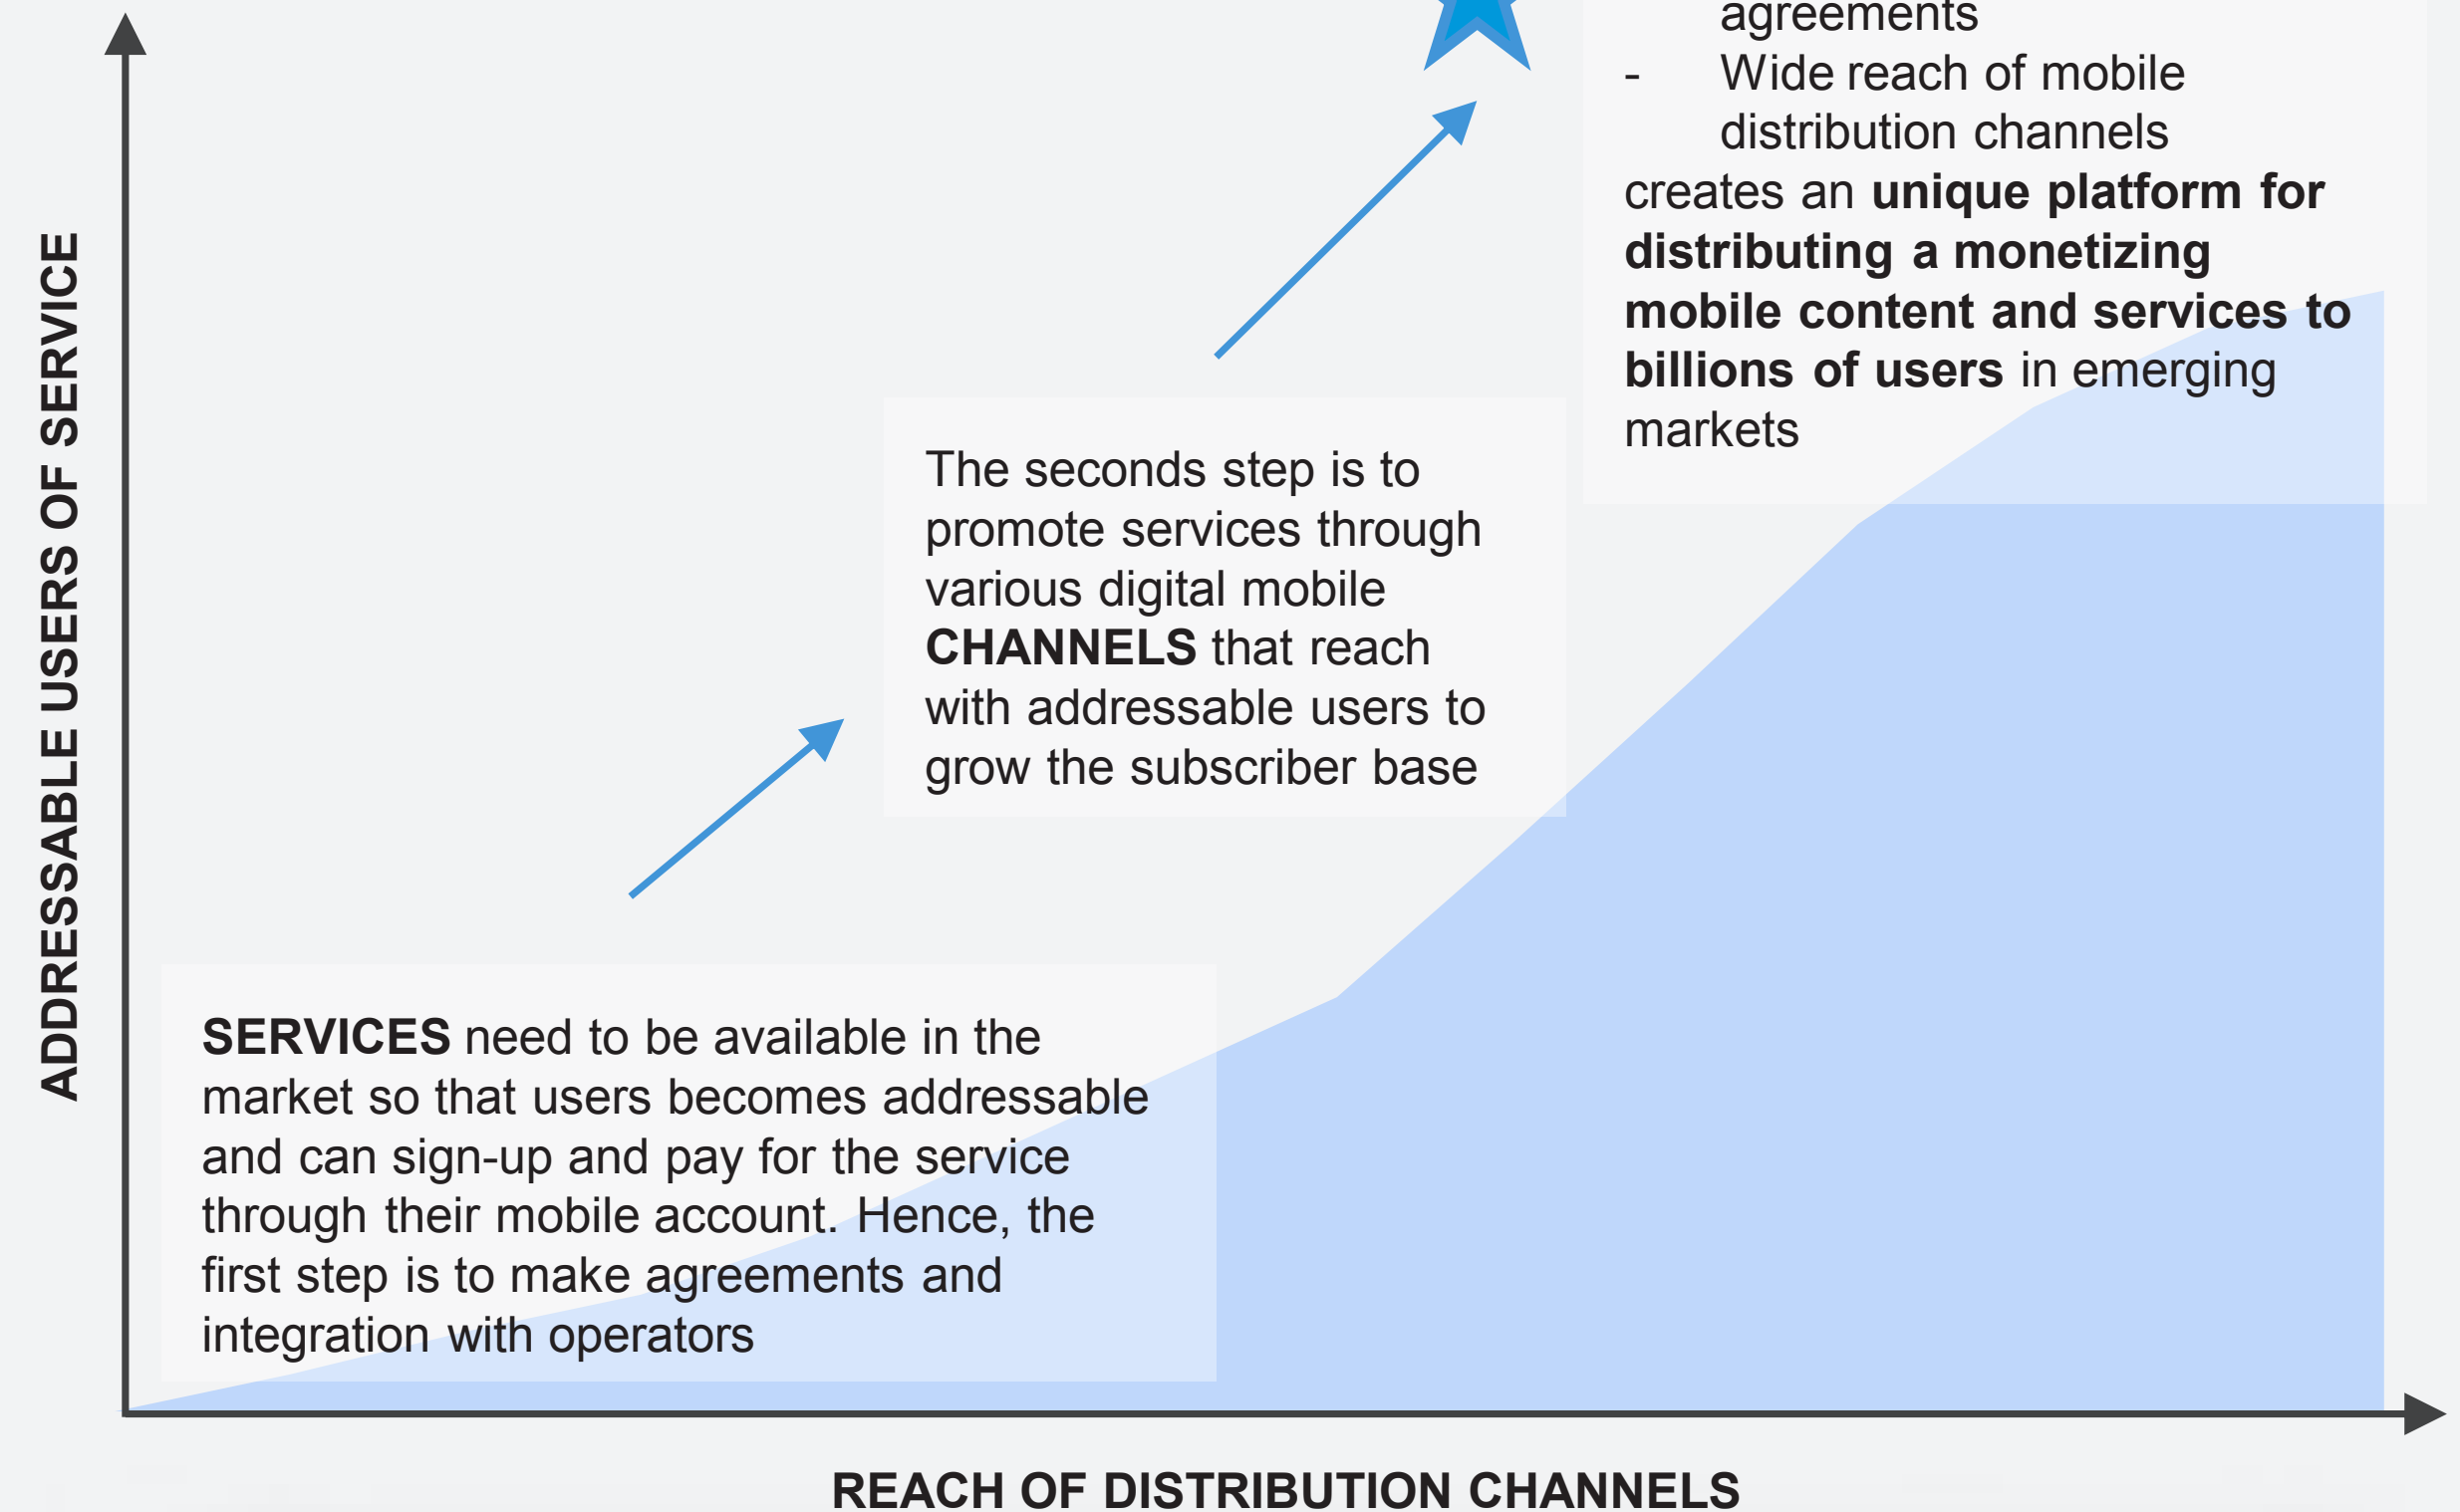 agreements
- Wide reach of mobile
distribution channels
creates an unique platform for
distributing a monetizing
mobile content and services to
billions of users in emerging
markets
The seconds step is to
promote services through
various digital mobile
CHANNELS that reach
with addressable users to
grow the subscriber base
SERVICES need to be available in the
market so that users becomes addressable
and can sign-up and pay for the service
through their mobile account. Hence, the
first step is to make agreements and
integration with operators
ADDRESSABLE USERS OF SERVICE
REACH OF DISTRIBUTION CHANNELS